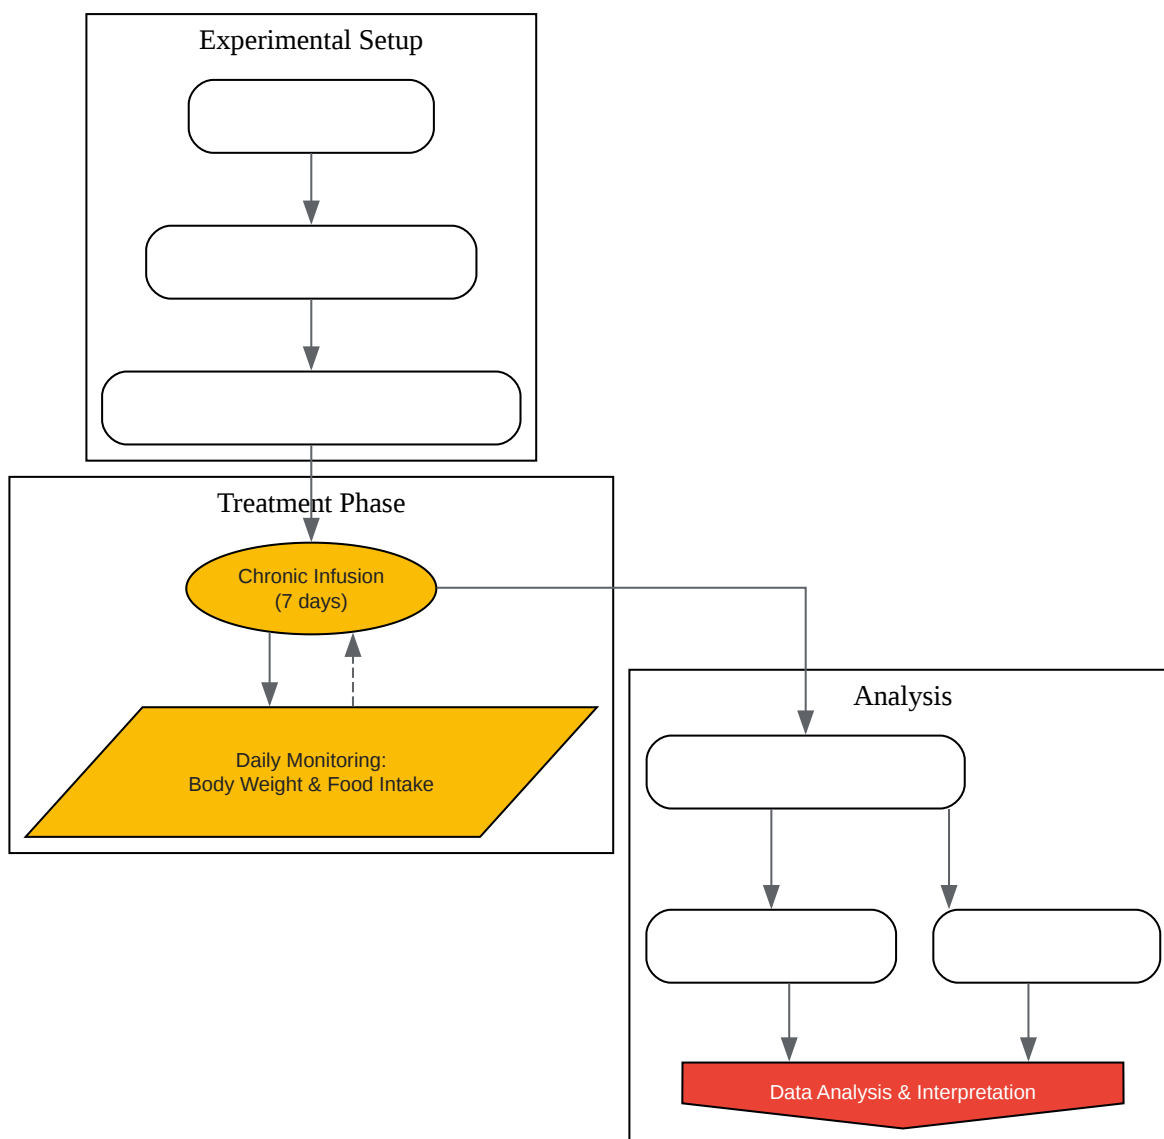 Experimental Setup
Treatment Phase
Chronic Infusion
(7 days)
Daily Monitoring:
Body Weight & Food Intake
Analysis
Data Analysis & Interpretation